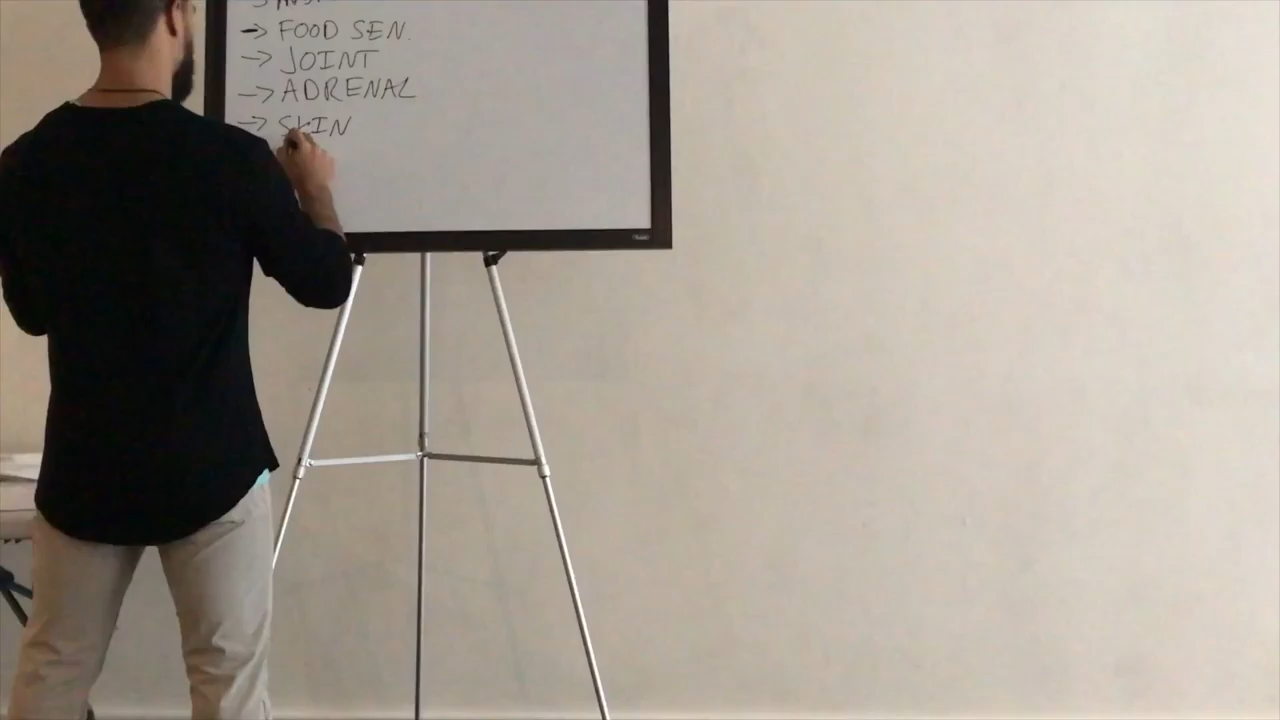 → FOOD SEN.
→ JOINT
→ ADRENAL
→ SKIN